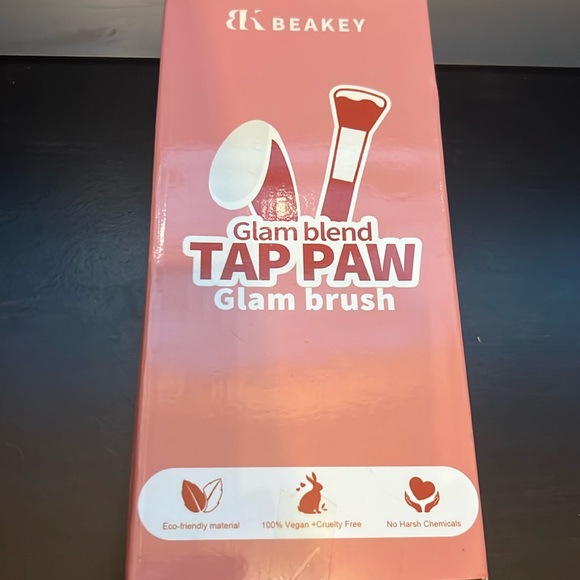 BK BEAKEY
Glam blend
TAP PAW
Glam brush
Eco-friendly material
100% Vegan +Cruelty Free
No Harsh Chemicals